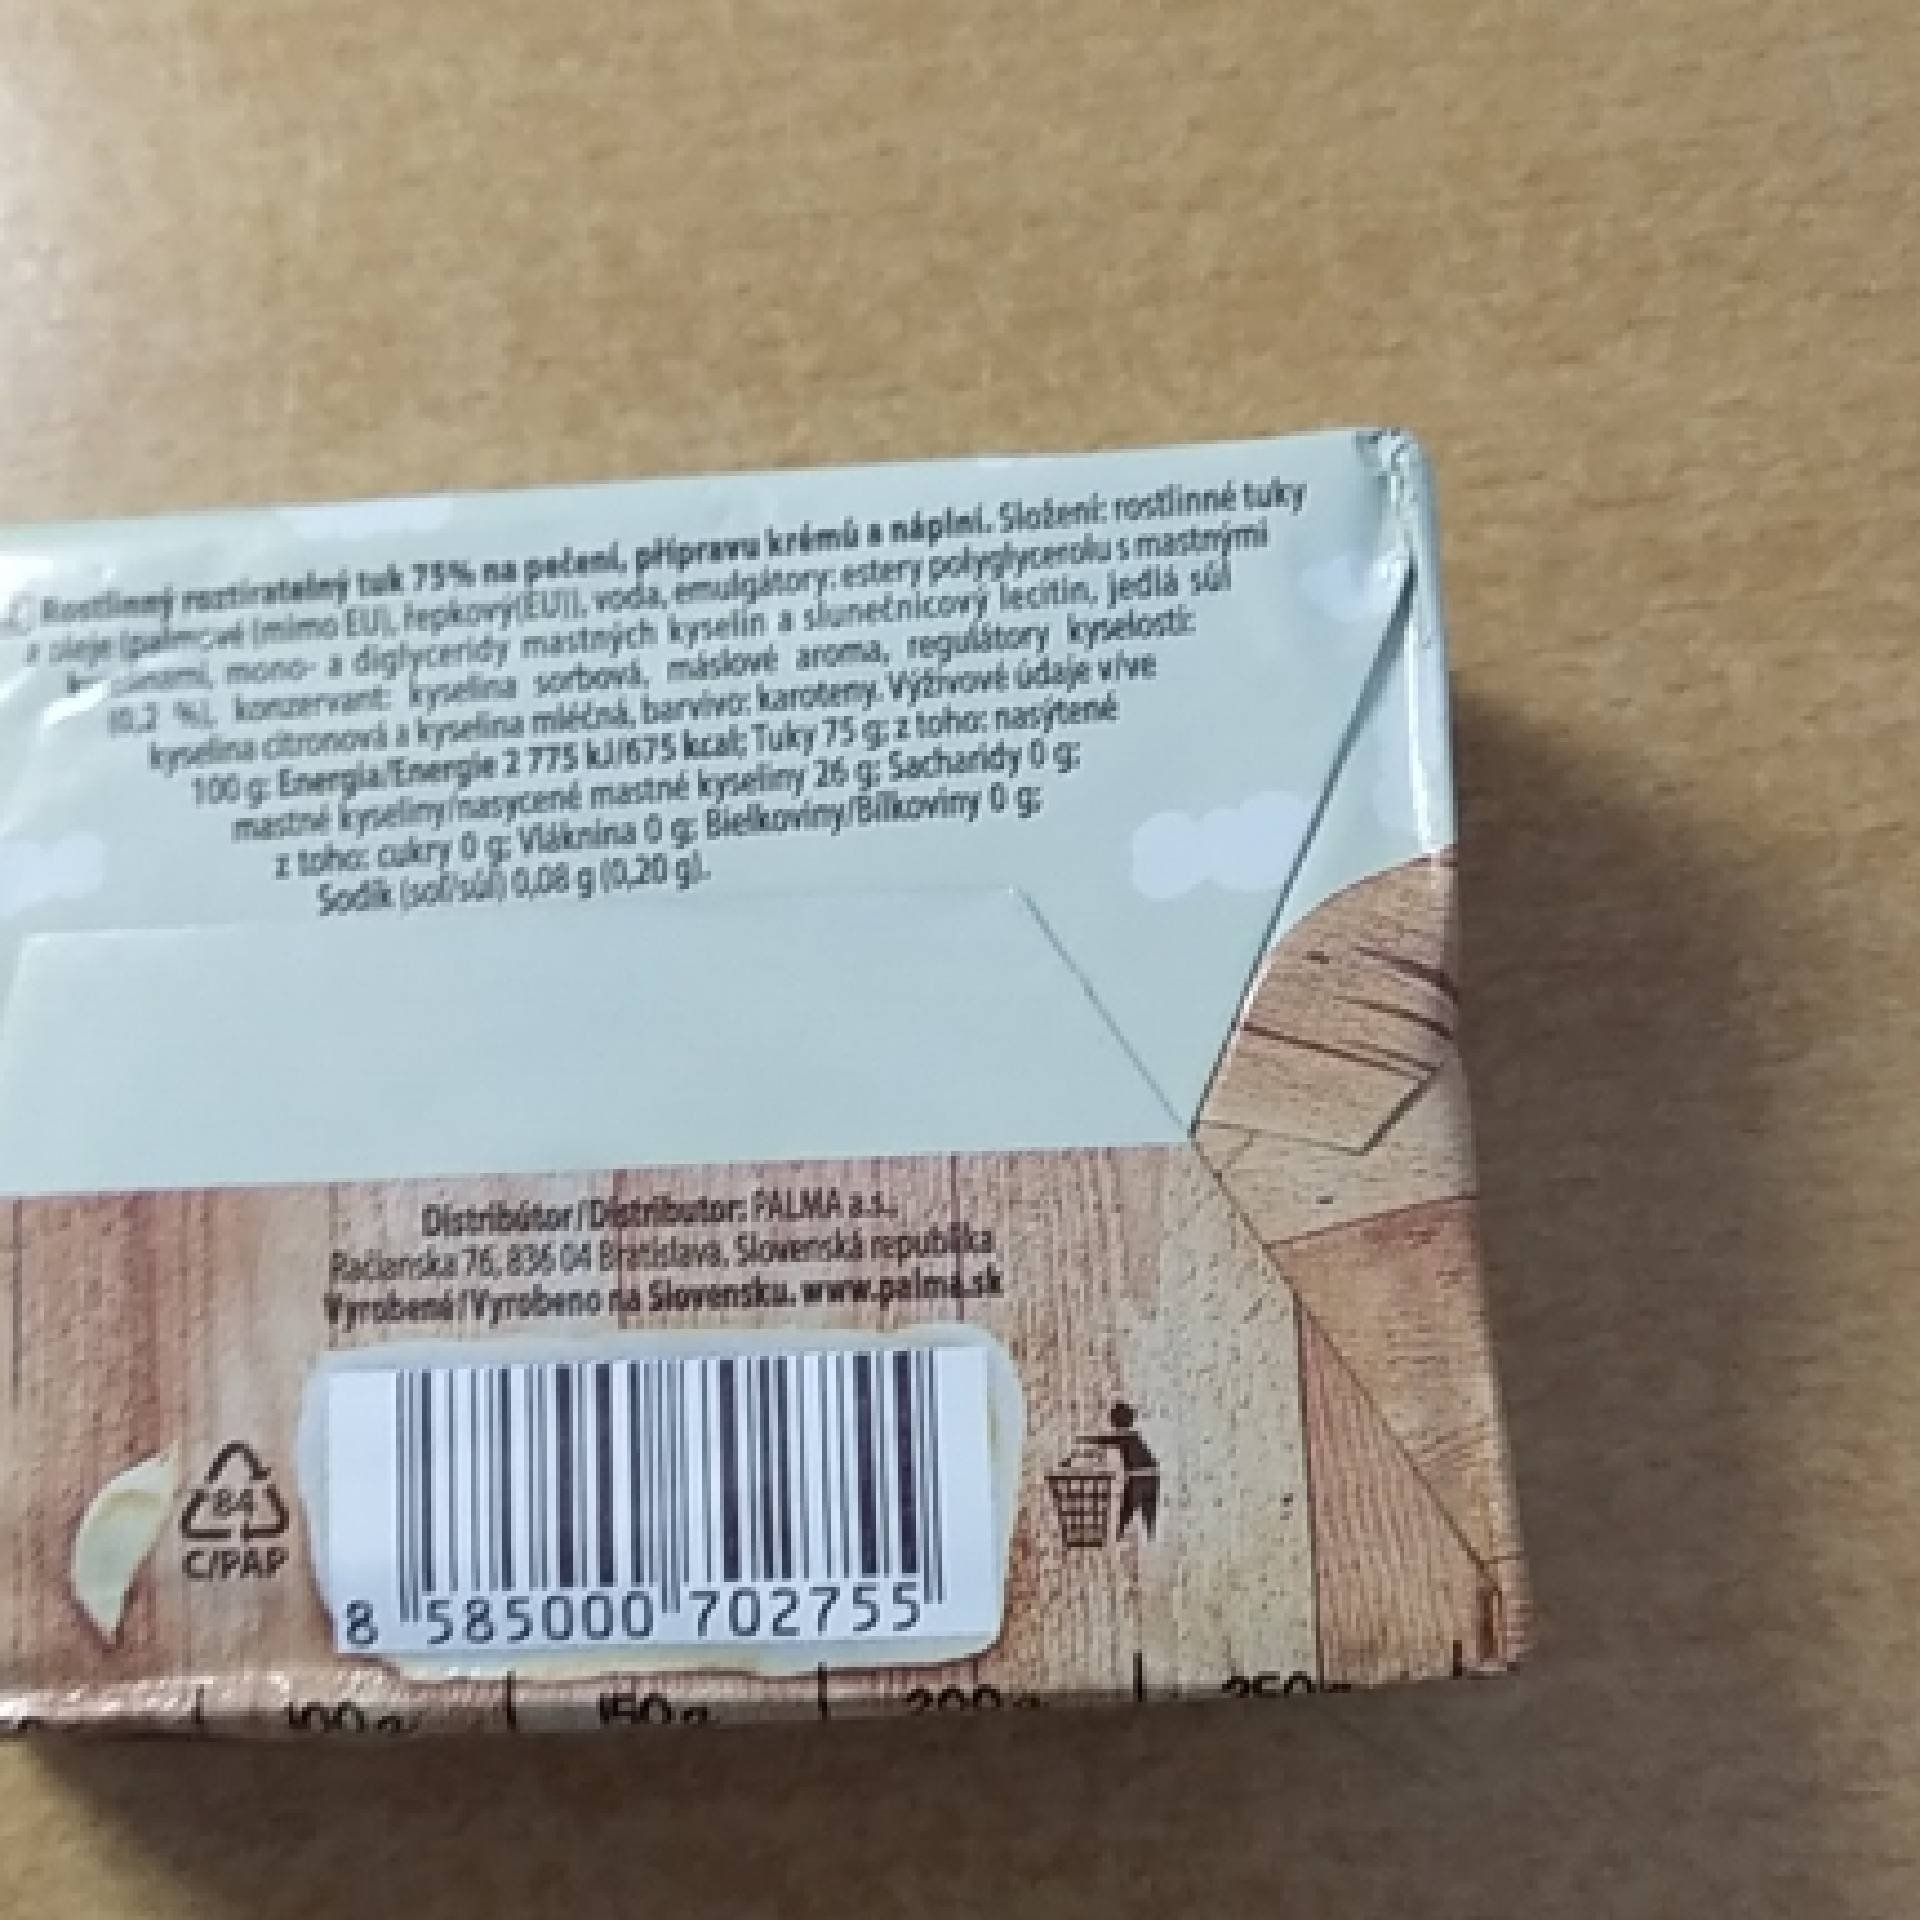 Rostlinný roztíratelný tuk 75% na pečení, přípravu krémů a náplní. Složení: rostlinné tuky
a oleje (palmové (mimo EU), řepkový(EU)), voda, emulgátory: estery polyglycerolu s mastnými
mono- a diglyceridy mastných kyselin a slunečnicový lecitin, jedlá sůl
(0,2 %), konzervant: kyselina sorbová, máslové aroma, regulátory kyselosti:
kyselina citronová a kyselina mléčná, barvivo: karoteny. Výživové údaje v/ve
100 g: Energia/Energie 2 775 kJ/675 kcal; Tuky 75 g; z toho: nasýtené
mastné kyseliny/nasycené mastné kyseliny 26 g; Sacharidy 0 g;
z toho: cukry 0 g; Vláknina 0 g; Bielkoviny/Bílkoviny 0 g;
Sodík (soľ/sůl) 0,08 g (0,20 g).
Distribútor/Distributor: PALMA a.s.,
Račianska 76, 836 04 Bratislava, Slovenská republika
Vyrobené/Vyrobeno na Slovensku. www.palma.sk
84
C/PAP
8 585000 702755
100 g 150 g 200 g 250 g